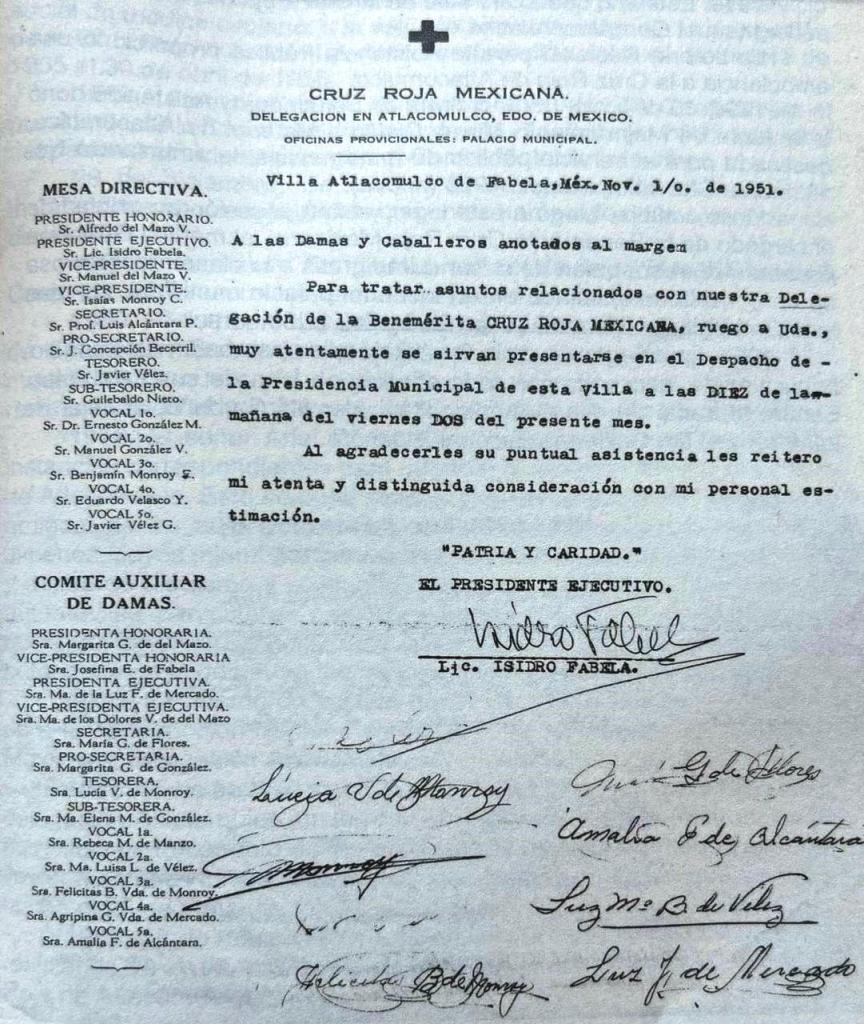 CRUZ ROJA MEXICANA.
DELEGACION EN ATLACOMULCO, EDO. DE MEXICO.
OFICINAS PROVICIONALES: PALACIO MUNICIPAL.
Villa Atlacomulco de Fabela,Méx.Nov. 1/o. de 1951.
MESA DIRECTIVA.
PRESIDENTE HONORARIO.
Sr. Alfredo del Mazo V.
PRESIDENTE EJECUTIVO.
Sr. Lic. Isidro Fabela.
VICE-PRESIDENTE.
Sr. Manuel del Mazo V.
VICE-PRESIDENTE.
Sr. Isaías Monroy C.
SECRETARIO.
Sr. Prof. Luis Alcántara P.
PRO-SECRETARIO.
Sr. J. Concepción Becerril.
TESORERO.
Sr. Javier Vélez.
SUB-TESORERO.
Sr. Guilebaldo Nieto.
VOCAL 1o.
Sr. Dr. Ernesto González M.
VOCAL 2o.
Sr. Manuel González V.
VOCAL 3o.
Sr. Benjamín Monroy
VOCAL 4o.
Sr. Eduardo Velasco Y.
VOCAL 5o.
Sr. Javier Vélez G.
COMITE AUXILIAR
DE DAMAS.
PRESIDENTA HONORARIA.
Sra. Margarita G. de del Mazo.
VICE-PRESIDENTA HONORARIA
Sra. Josefina E. de Fabela
PRESIDENTA EJECUTIVA.
Sra. Ma. de la Luz F. de Mercado.
VICE-PRESIDENTA EJECUTIVA.
Sra. Ma. de los Dolores V. de del Mazo
SECRETARIA.
Sra. María G. de Flores.
PRO-SECRETARIA.
Sra. Margarita G. de González.
TESORERA.
Sra. Lucía V. de Monroy.
SUB-TESORERA.
Sra. Ma. Elena M. de González.
VOCAL 1a.
Sra. Rebeca M. de Manzo.
VOCAL 2a.
Sra. Ma. Luisa L. de Vélez.
VOCAL 3a.
Sra. Felicitas B. Vda. de Monroy.
VOCAL 4a.
Sra. Agripina G. Vda. de Mercado.
VOCAL 5a.
Sra. Amalia F. de Alcántara.
A las Damas y Caballeros anotados al margen
Para tratar asuntos relacionados con nuestra Dele-
gación de la Benemérita CRUZ ROJA MEXICANA, ruego a Uds.,
muy atentamente se sirvan presentarse en el Despacho de -
la Presidencia Municipal de esta Villa a las DIEZ de la-
mañana del viernes DOS del presente mes.
Al agradecerles su puntual asistencia les reitero
mi atenta y distinguida consideración con mi personal es-
timación.
"PATRIA Y CARIDAD."
EL PRESIDENTE EJECUTIVO.
Isidro Fabela
Lic. ISIDRO FABELA.
Lucía V de Monroy
G de Flores
Amalia F de Alcántara
Monroy
Luz Ma B. de Vélez
B de Monroy
Luz F. de Mercado